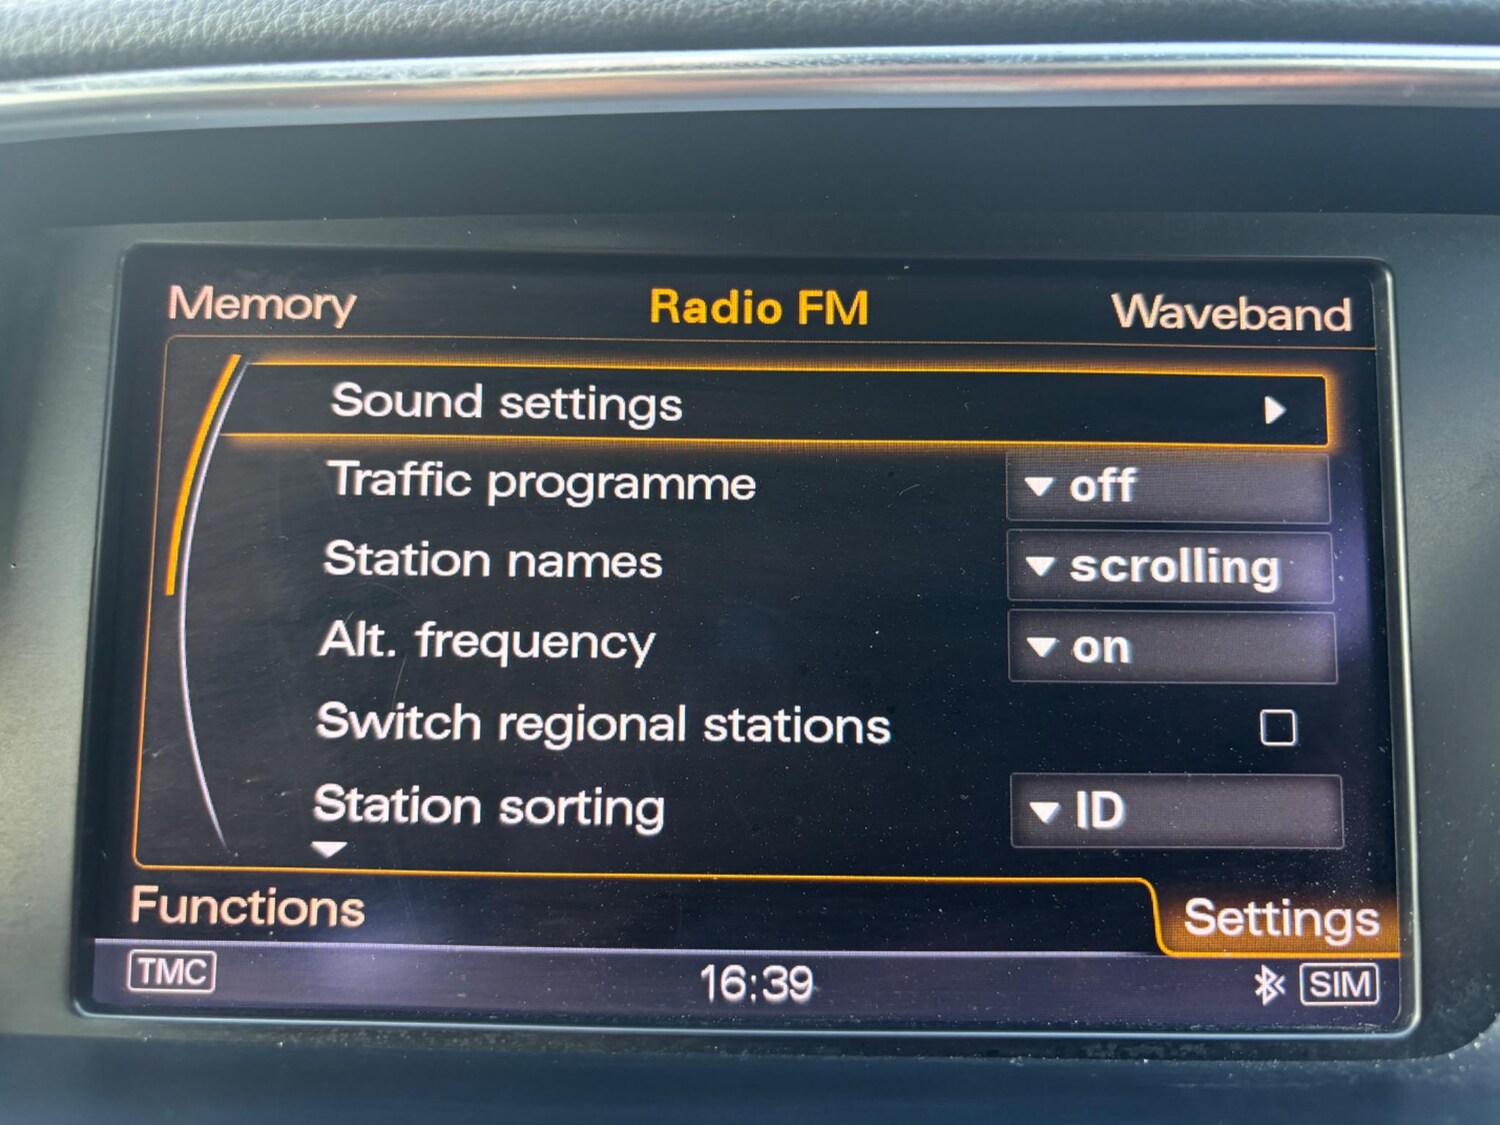 Memory Radio FM Waveband
Sound settings
Traffic programme off
Station names scrolling
Alt. frequency on
Switch regional stations
Station sorting ID
Functions Settings
TMC 16:39 SIM